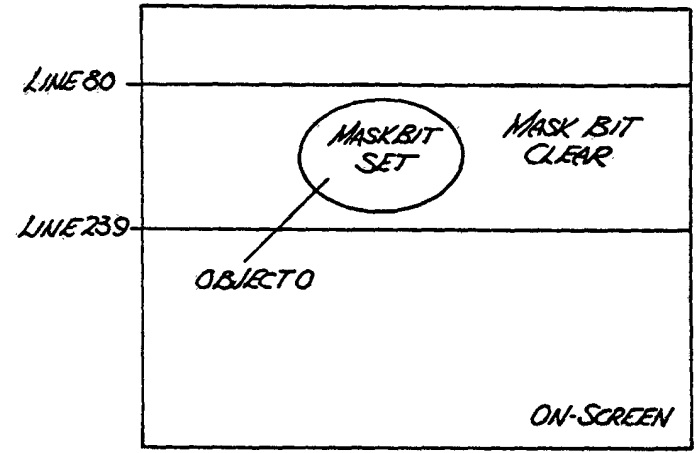 LINE 80
MASK BIT
SET
MASK BIT
CLEAR
LINE 239
OBJECT 0
ON-SCREEN